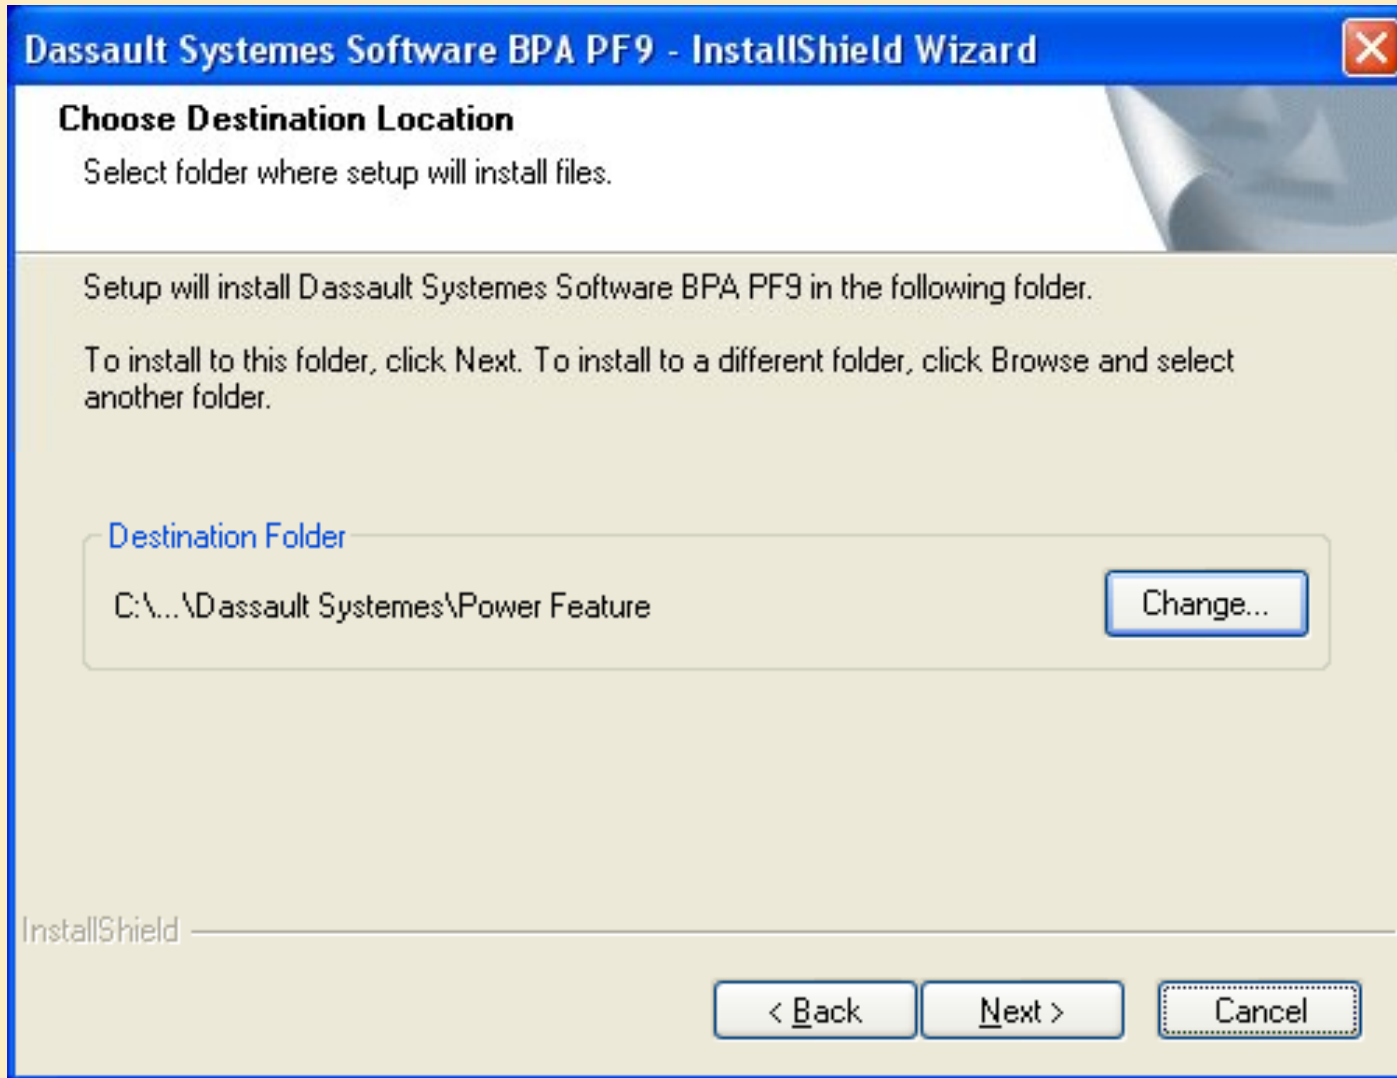 Dassault Systemes Software BPA PF9 - InstallShield Wizard
Choose Destination Location
Select folder where setup will install files.
Setup will install Dassault Systemes Software BPA PF9 in the following folder.
To install to this folder, click Next. To install to a different folder, click Browse and select
another folder.
Destination Folder
C:\...\Dassault Systemes\Power Feature
Change...
InstallShield
< Back
Next >
Cancel